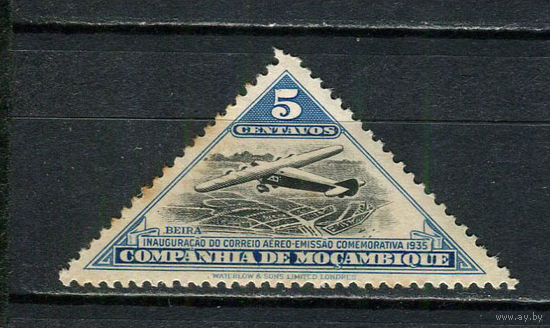 5
CENTAVOS
BEIRA
INAUGURAÇÃO DO CORREIO AÉREO-EMISSÃO COMEMORATIVA 1935
COMPANHIA DE MOÇAMBIQUE
WATERLOW & SONS LIMITED LONDRES
www.ay.by